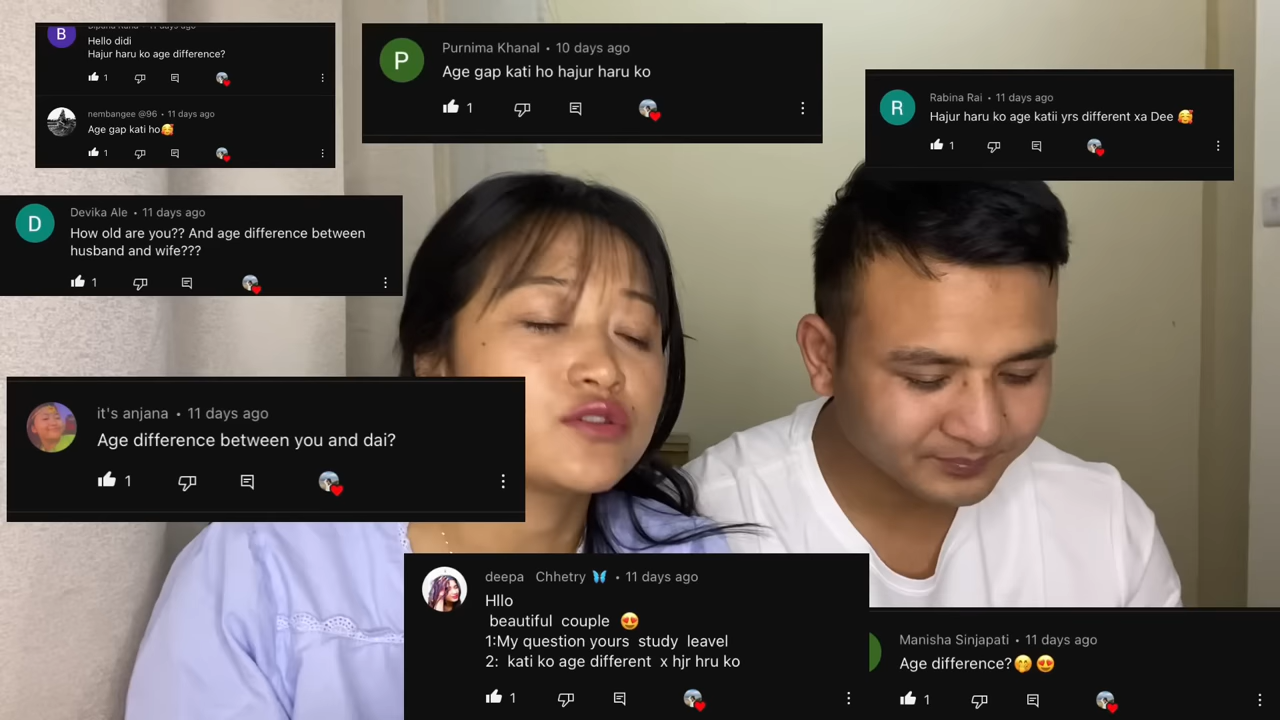 Hello didi
Hajur haru ko age difference?
1
nembangee @96 • 11 days ago
Age gap kati ho🥰
1
Purnima Khanal • 10 days ago
Age gap kati ho hajur haru ko
1
Rabina Rai • 11 days ago
Hajur haru ko age katii yrs different xa Dee 🥰
1
Devika Ale • 11 days ago
How old are you?? And age difference between
husband and wife???
1
it's anjana • 11 days ago
Age difference between you and dai?
1
deepa Chhetry 🦋 • 11 days ago
Hllo
beautiful couple 😍
1:My question yours study leavel
2: kati ko age different x hjr hru ko
1
Manisha Sinjapati • 11 days ago
Age difference?🤭😍
1
B
P
R
D